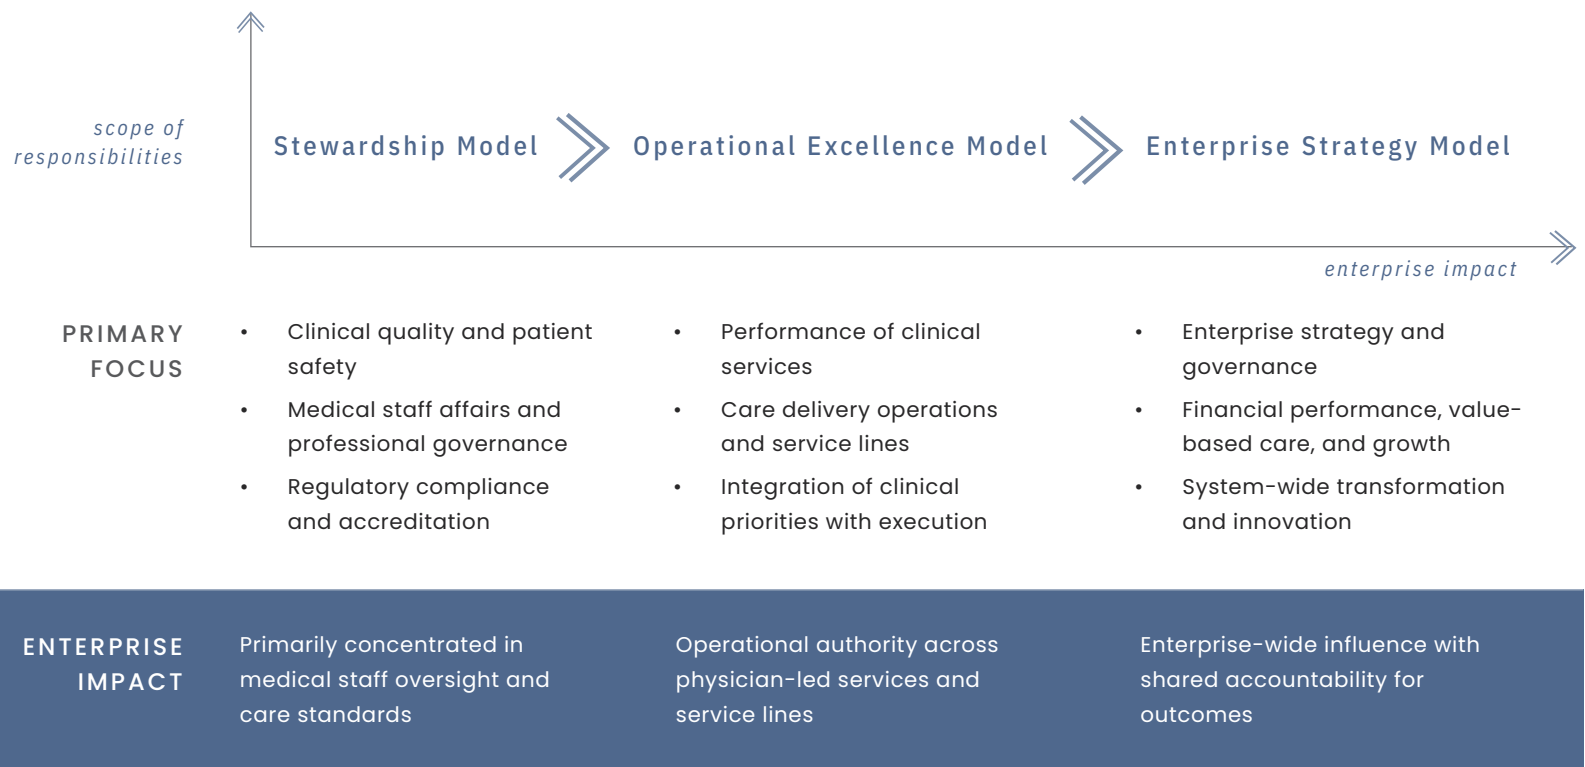 scope of
responsibilities
Stewardship Model
Operational Excellence Model
Enterprise Strategy Model
enterprise impact
PRIMARY
FOCUS
• Clinical quality and patient
safety
• Medical staff affairs and
professional governance
• Regulatory compliance
and accreditation
• Performance of clinical
services
• Care delivery operations
and service lines
• Integration of clinical
priorities with execution
• Enterprise strategy and
governance
• Financial performance, value-
based care, and growth
• System-wide transformation
and innovation
ENTERPRISE
IMPACT
Primarily concentrated in
medical staff oversight and
care standards
Operational authority across
physician-led services and
service lines
Enterprise-wide influence with
shared accountability for
outcomes